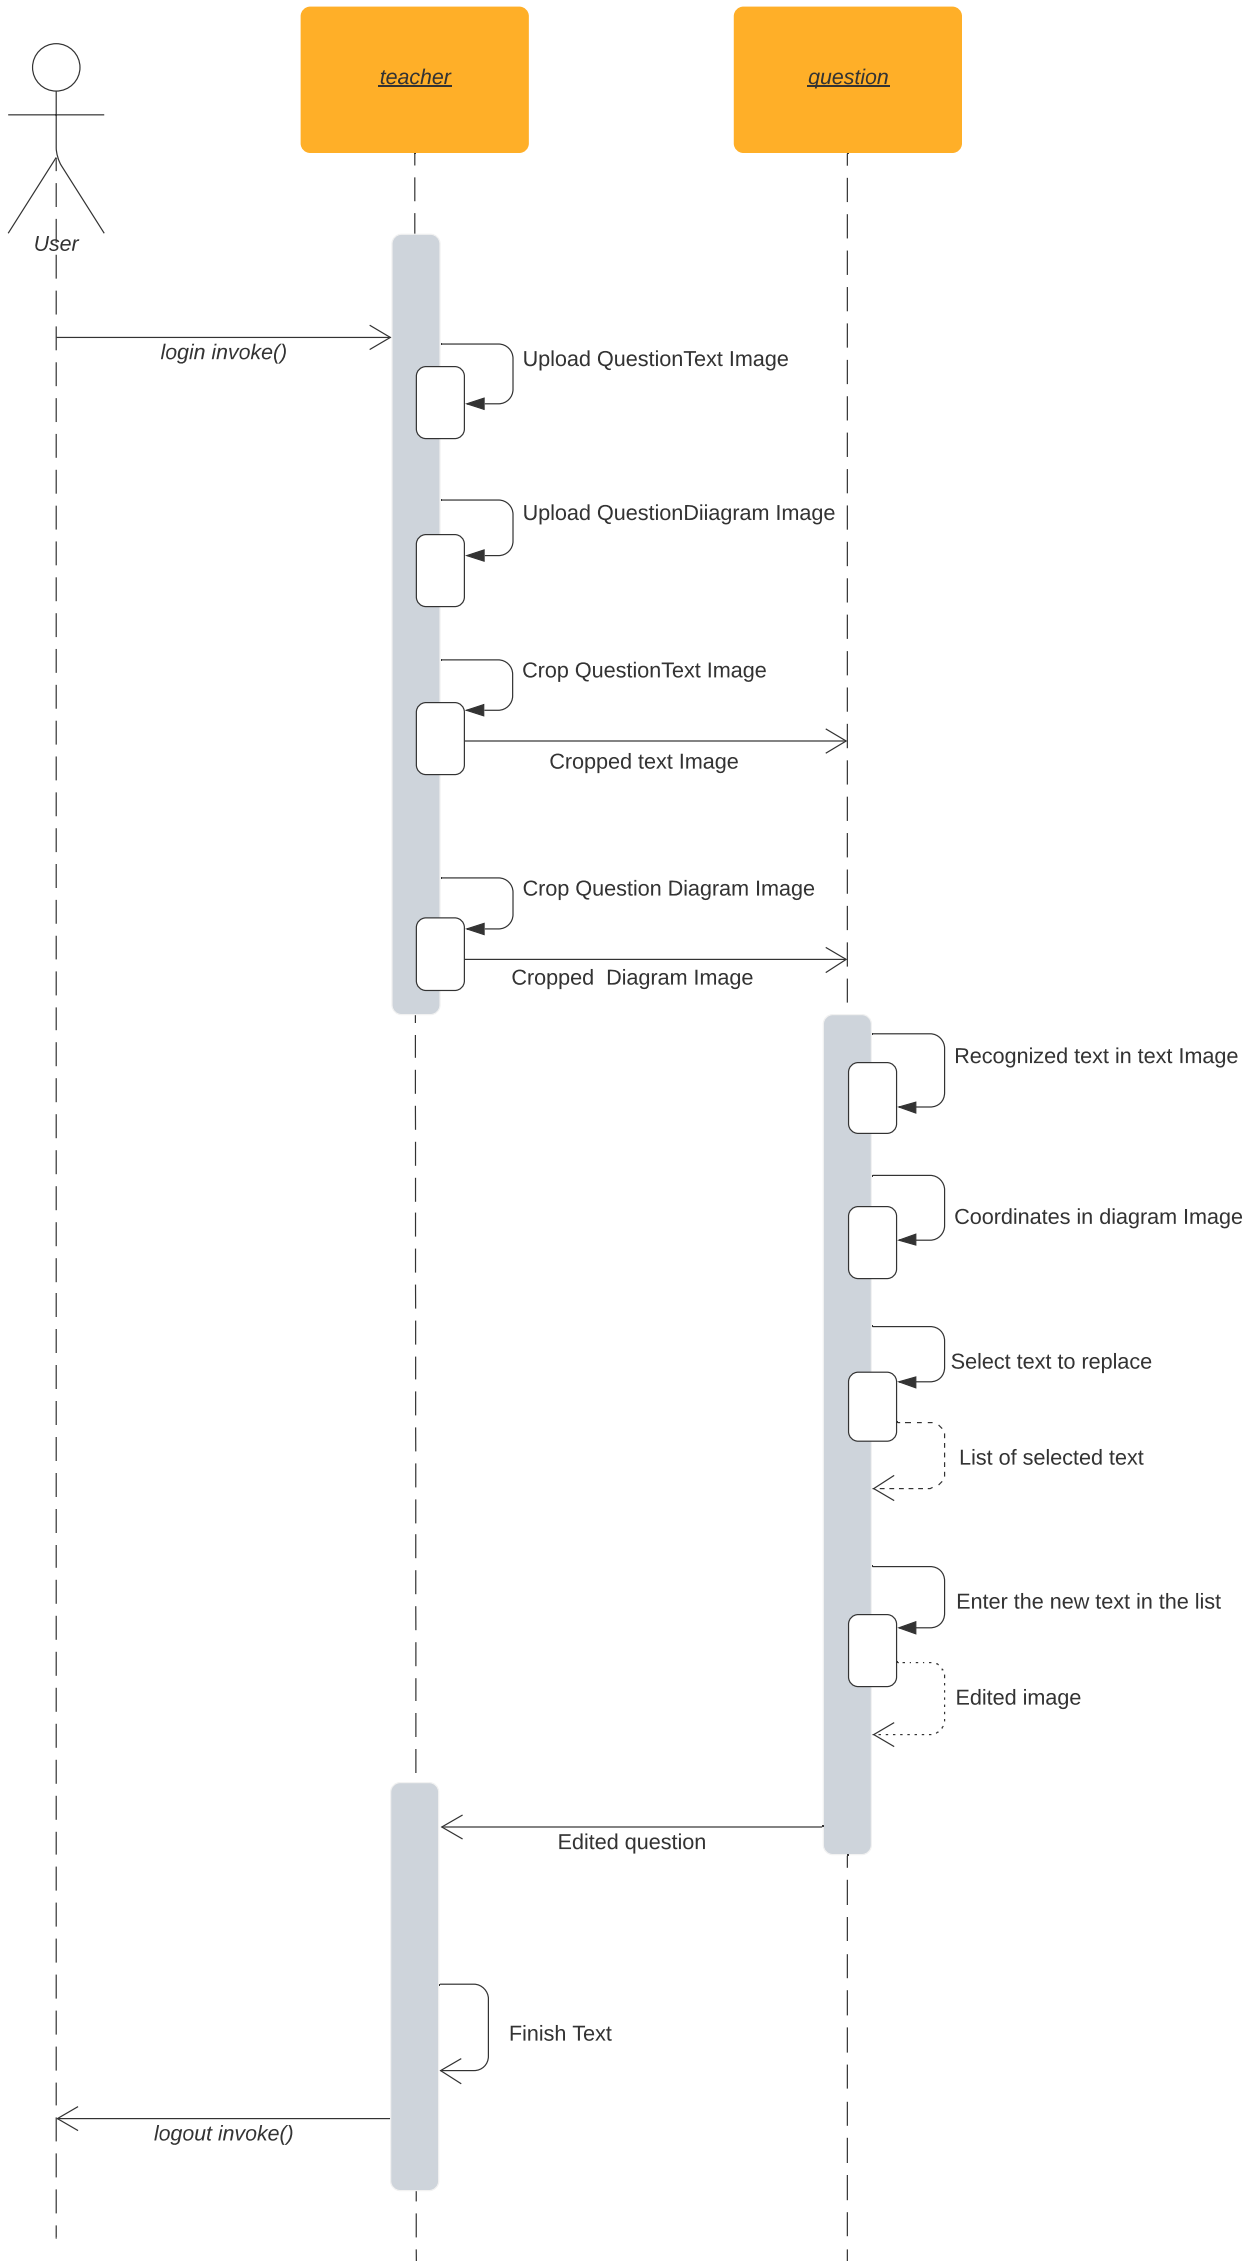 teacher
question
User
login invoke()
Upload QuestionText Image
Upload QuestionDiiagram Image
Crop QuestionText Image
Cropped text Image
Crop Question Diagram Image
Cropped  Diagram Image
Recognized text in text Image
Coordinates in diagram Image
Select text to replace
List of selected text
Enter the new text in the list
Edited image
Edited question
Finish Text
logout invoke()